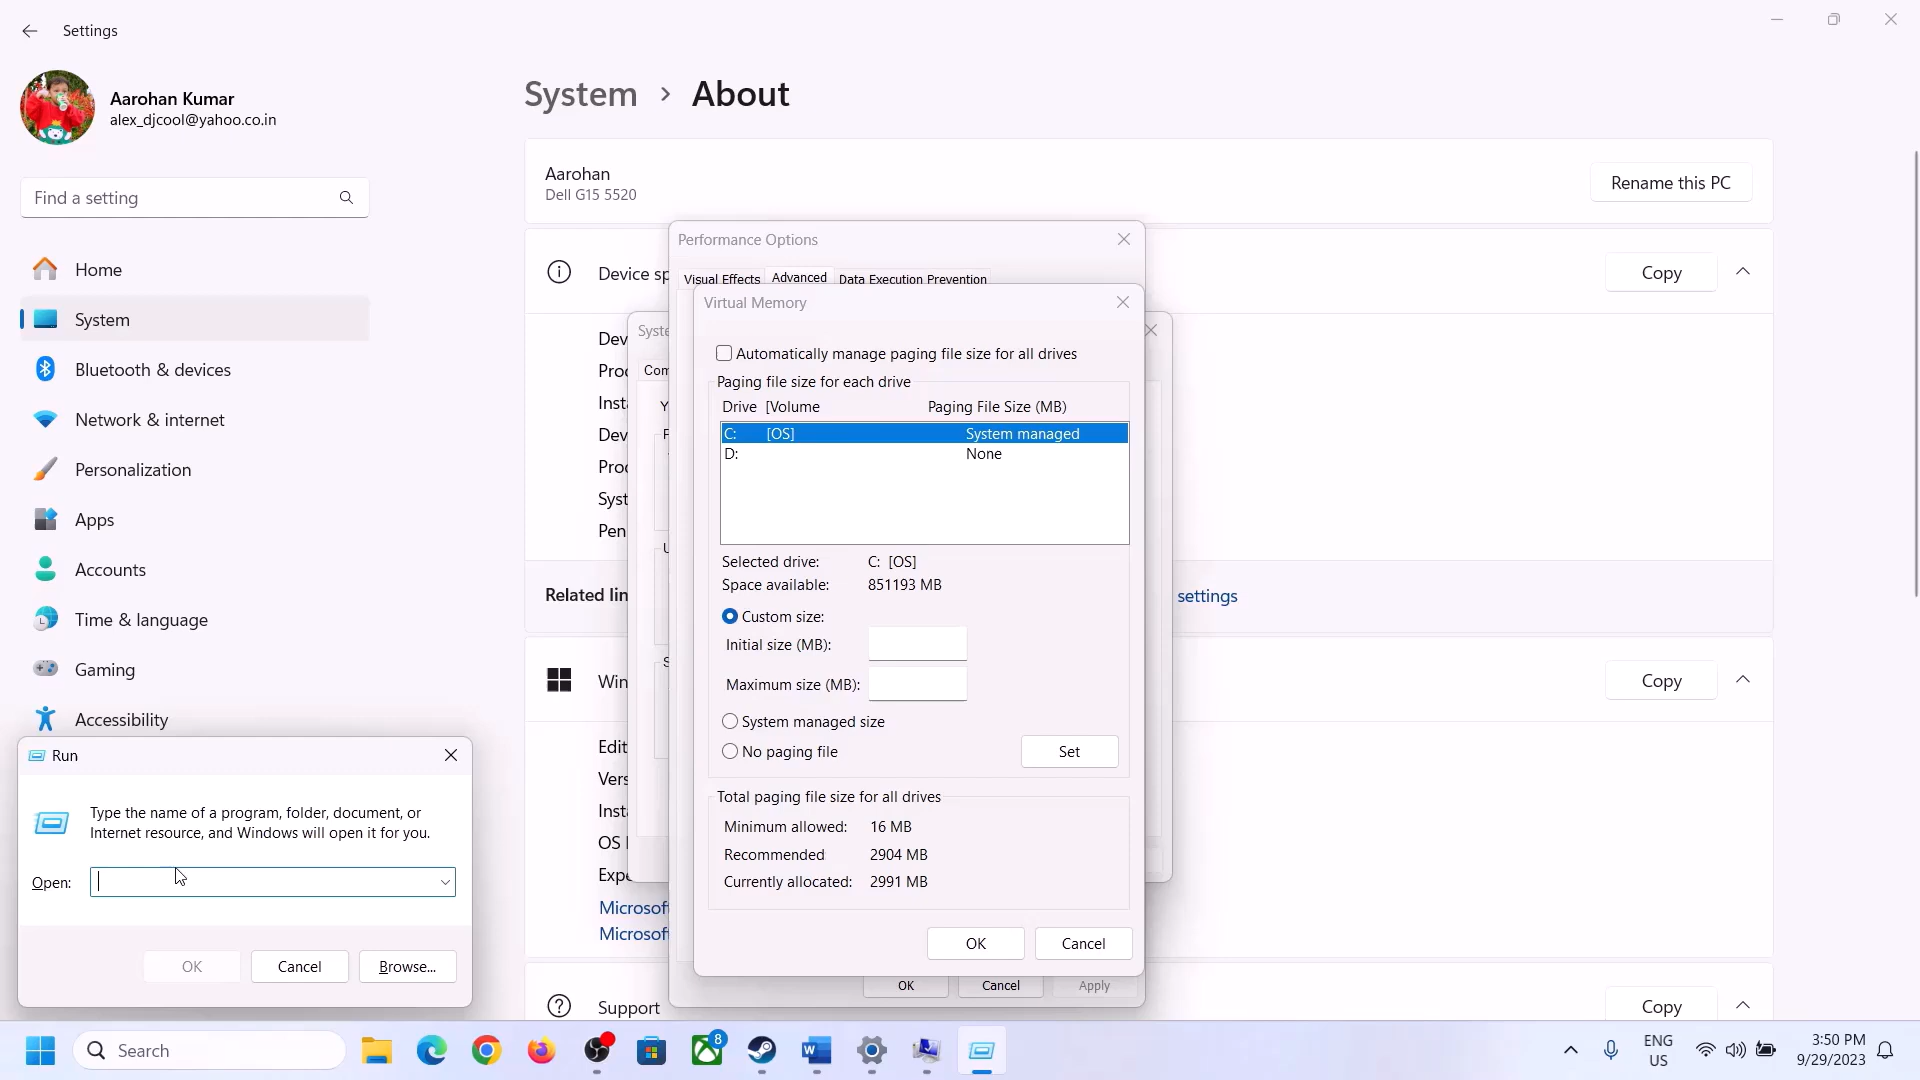 Settings
Aarohan Kumar
alex_djcool@yahoo.co.in
Find a setting
Home
System
Bluetooth & devices
Network & internet
Personalization
Apps
Accounts
Time & language
Gaming
Accessibility
System > About
Aarohan
Dell G15 5520
Rename this PC
Device sp
Copy
Related lin
settings
Copy
Edit
Vers
Inst
Microsof
Microsof
Support
Copy
Performance Options
Visual Effects
Advanced
Data Execution Prevention
OK
Cancel
Apply
Virtual Memory
Automatically manage paging file size for all drives
Paging file size for each drive
Drive [Volume
Paging File Size (MB)
C: [OS] System managed
D: None
Selected drive: C: [OS]
Space available: 851193 MB
Custom size:
Initial size (MB):
Maximum size (MB):
System managed size
No paging file
Set
Total paging file size for all drives
Minimum allowed: 16 MB
Recommended 2904 MB
Currently allocated: 2991 MB
OK
Cancel
Run
Type the name of a program, folder, document, or
Internet resource, and Windows will open it for you.
Open:
OK
Cancel
Browse...
Search
8
ENG
US
3:50 PM
9/29/2023